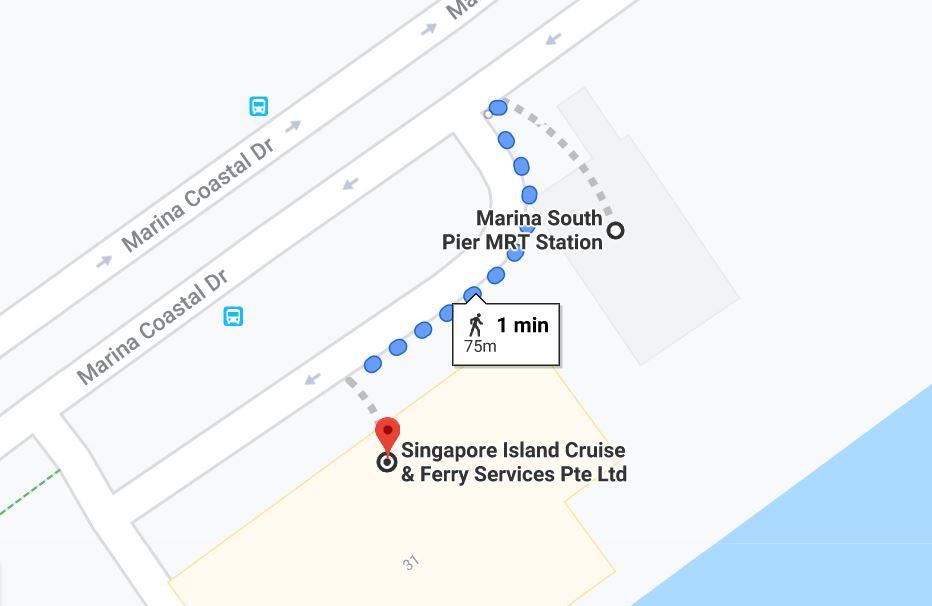 Ma
Marina Coastal Dr
Marina South
Pier MRT Station
Marina Coastal Dr
1 min
75m
Singapore Island Cruise
& Ferry Services Pte Ltd
31